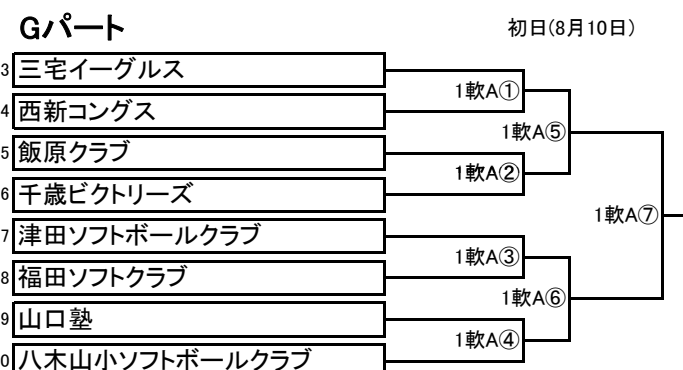 Gパート
初日(8月10日)
3 三宅イーグルス
1軟A①
4 西新コングス
1軟A⑤
5 飯原クラブ
1軟A②
6 千歳ビクトリーズ
1軟A⑦
7 津田ソフトボールクラブ
1軟A③
8 福田ソフトクラブ
1軟A⑥
9 山口塾
1軟A④
0 八木山小ソフトボールクラブ